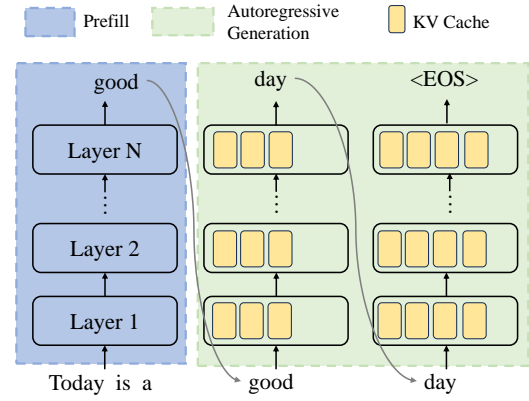 Prefill
Autoregressive
Generation
KV Cache
good
day
<EOS>
Layer N
Layer 2
Layer 1
Today is a
good
day